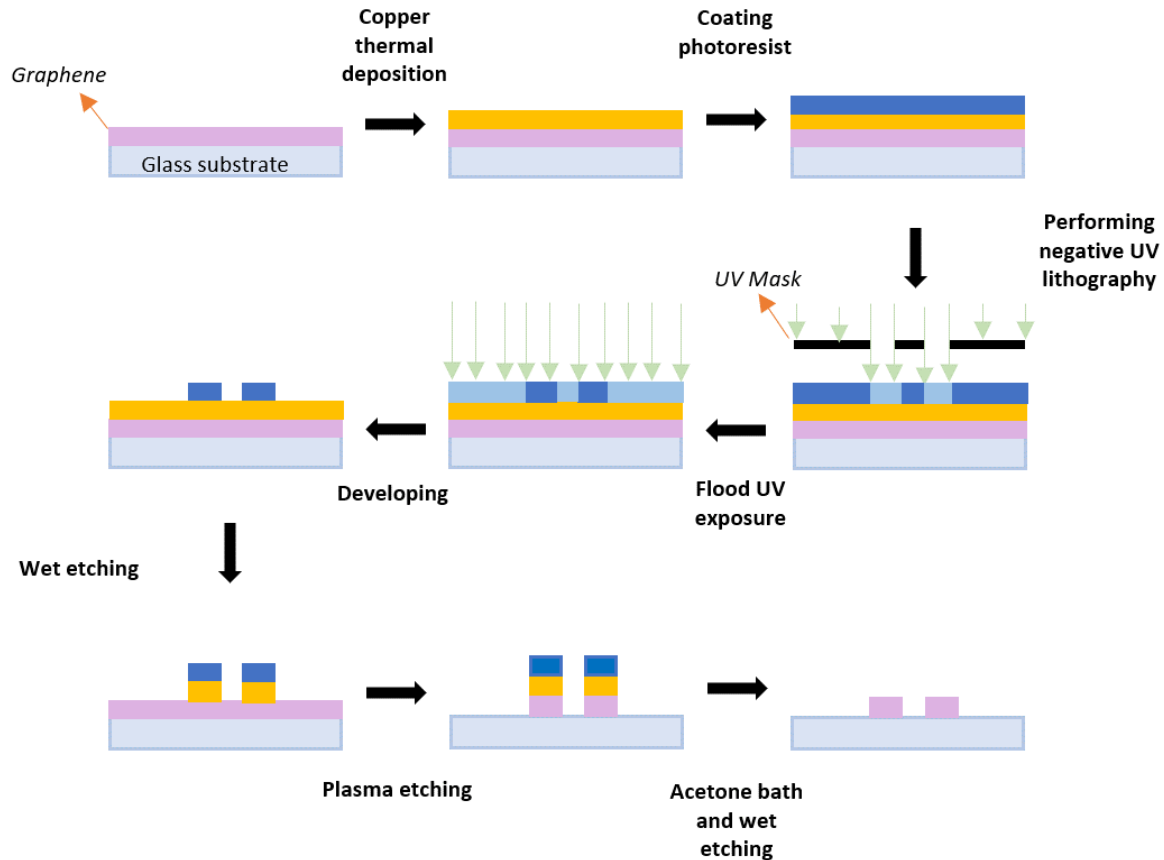 Graphene
Glass substrate
Copper
thermal
deposition
Coating
photoresist
Performing
negative UV
lithography
UV Mask
Flood UV
exposure
Developing
Wet etching
Plasma etching
Acetone bath
and wet
etching